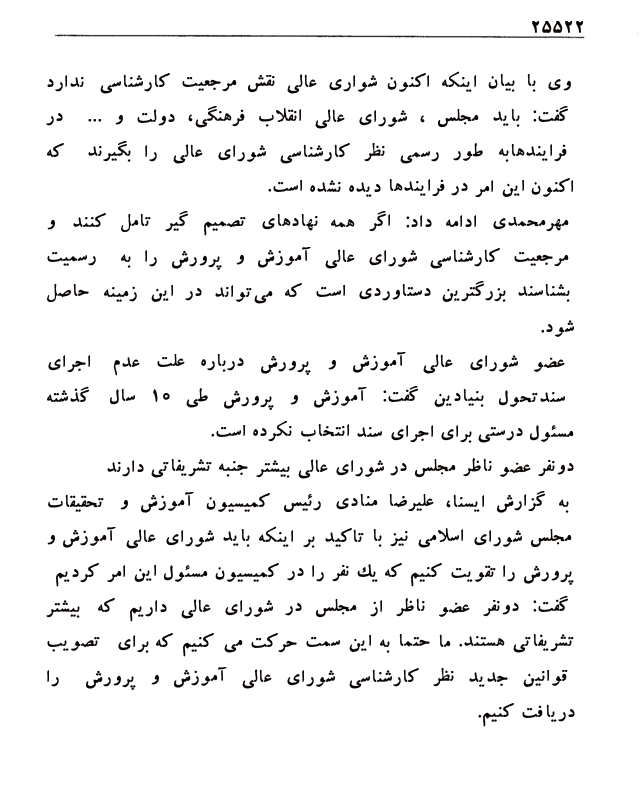 ۲۵۵۲۲
وی با بیان اینکه اکنون شواری عالی نقش مرجعیت کارشناسی ندارد
گفت: باید مجلس ، شورای عالی انقلاب فرهنگی، دولت و ... در
فرایندهابه طور رسمی نظر کارشناسی شورای عالی را بگیرند که
اکنون این امر در فرایندها دیده نشده است.
مهرمحمدی ادامه داد: اگر همه نهادهای تصمیم گیر تامل کنند و
مرجعیت کارشناسی شورای عالی آموزش و پرورش را به رسمیت
بشناسند بزرگترین دستاوردی است که می‌تواند در این زمینه حاصل
شود.
عضو شورای عالی آموزش و پرورش درباره علت عدم اجرای
سندتحول بنیادین گفت: آموزش و پرورش طی ۱۰ سال گذشته
مسئول درستی برای اجرای سند انتخاب نکرده است.
دونفر عضو ناظر مجلس در شورای عالی بیشتر جنبه تشریفاتی دارند
به گزارش ایسنا، علیرضا منادی رئیس کمیسیون آموزش و تحقیقات
مجلس شورای اسلامی نیز با تاکید بر اینکه باید شورای عالی آموزش و
پرورش را تقویت کنیم که یك نفر را در کمیسیون مسئول این امر کردیم
گفت: دونفر عضو ناظر از مجلس در شورای عالی داریم که بیشتر
تشریفاتی هستند. ما حتما به این سمت حرکت می کنیم که برای تصویب
قوانین جدید نظر کارشناسی شورای عالی آموزش و پرورش را
دریافت کنیم.